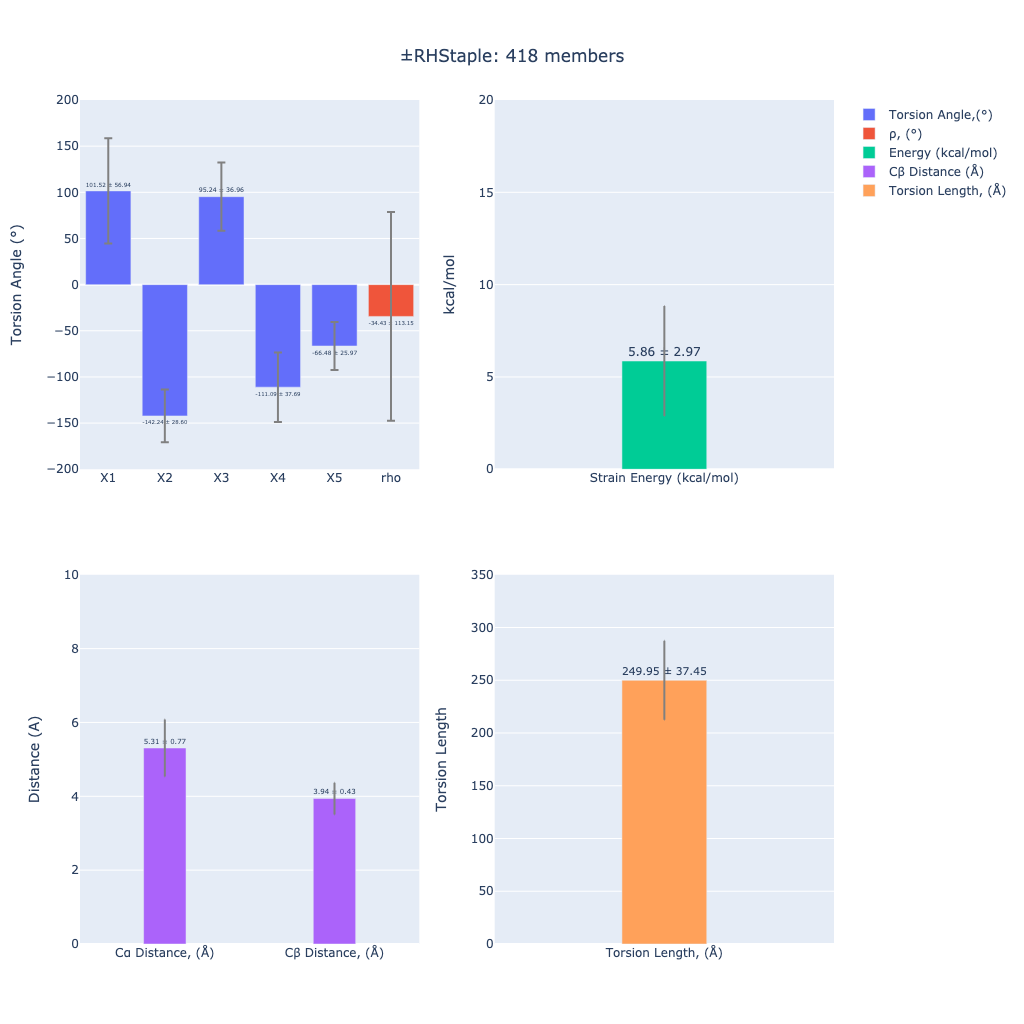 ±RHStaple: 418 members
200
150
100
50
0
−50
−100
−150
−200
Torsion Angle (°)
101.52 ± 56.94
-142.24 ± 28.60
95.24 ± 36.96
-111.09 ± 37.69
-66.48 ± 25.97
-34.43 ± 113.15
X1 X2 X3 X4 X5 rho
20
15
10
5
0
kcal/mol
5.86 ± 2.97
Strain Energy (kcal/mol)
Torsion Angle,(°)
ρ, (°)
Energy (kcal/mol)
Cβ Distance (Å)
Torsion Length, (Å)
10
8
6
4
2
0
Distance (A)
5.31 ± 0.77
3.94 ± 0.43
Cα Distance, (Å) Cβ Distance, (Å)
350
300
250
200
150
100
50
0
Torsion Length
249.95 ± 37.45
Torsion Length, (Å)